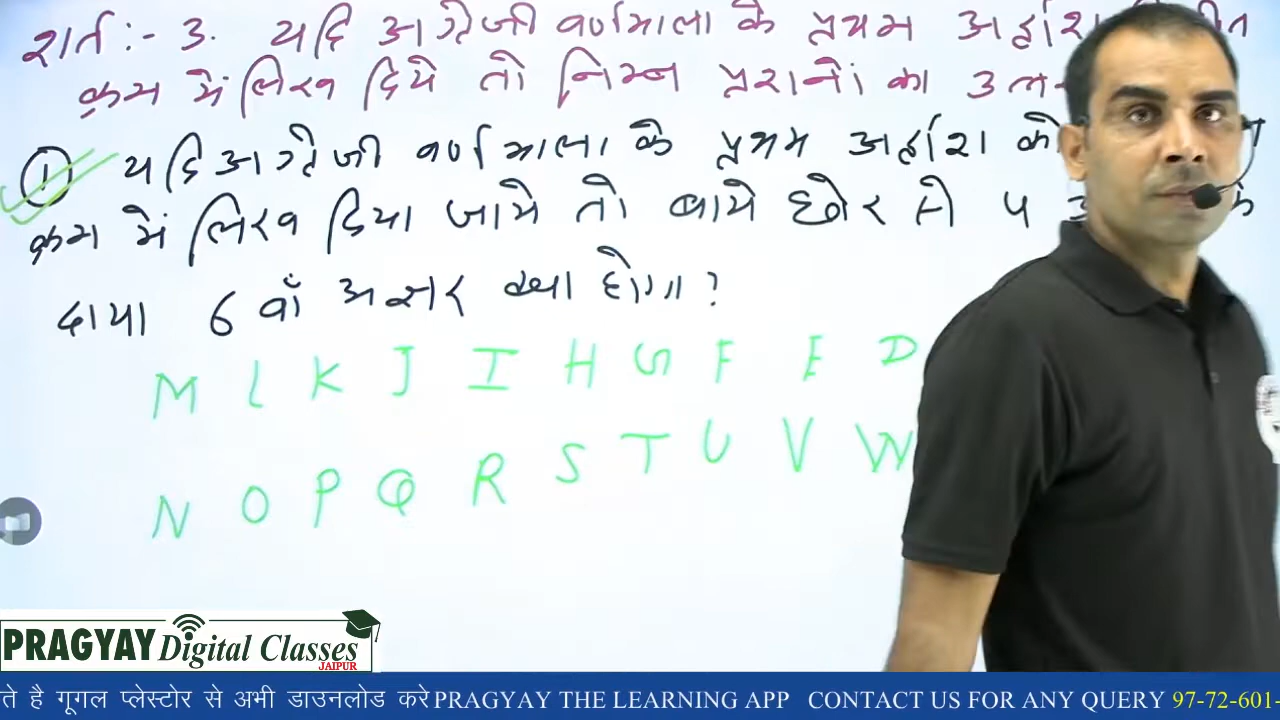 शर्त :- 3. यदि अंग्रेजी वर्णमाला के प्रथम अर्द्धांश
क्रम में लिख दिये तो निम्न प्रश्नों का
① यदि अंग्रेजी वर्णमाला के प्रथम अर्द्धांश को
क्रम में लिख दिया जाये तो बायें छोर से 5 के
दाया 6 वाँ अक्षर क्या होगा ?
M L K J I H G F E D
N O P Q R S T U V W
PRAGYAY Digital Classes
JAIPUR
ते है गूगल प्लेस्टोर से अभी डाउनलोड करे PRAGYAY THE LEARNING APP CONTACT US FOR ANY QUERY 97-72-601-